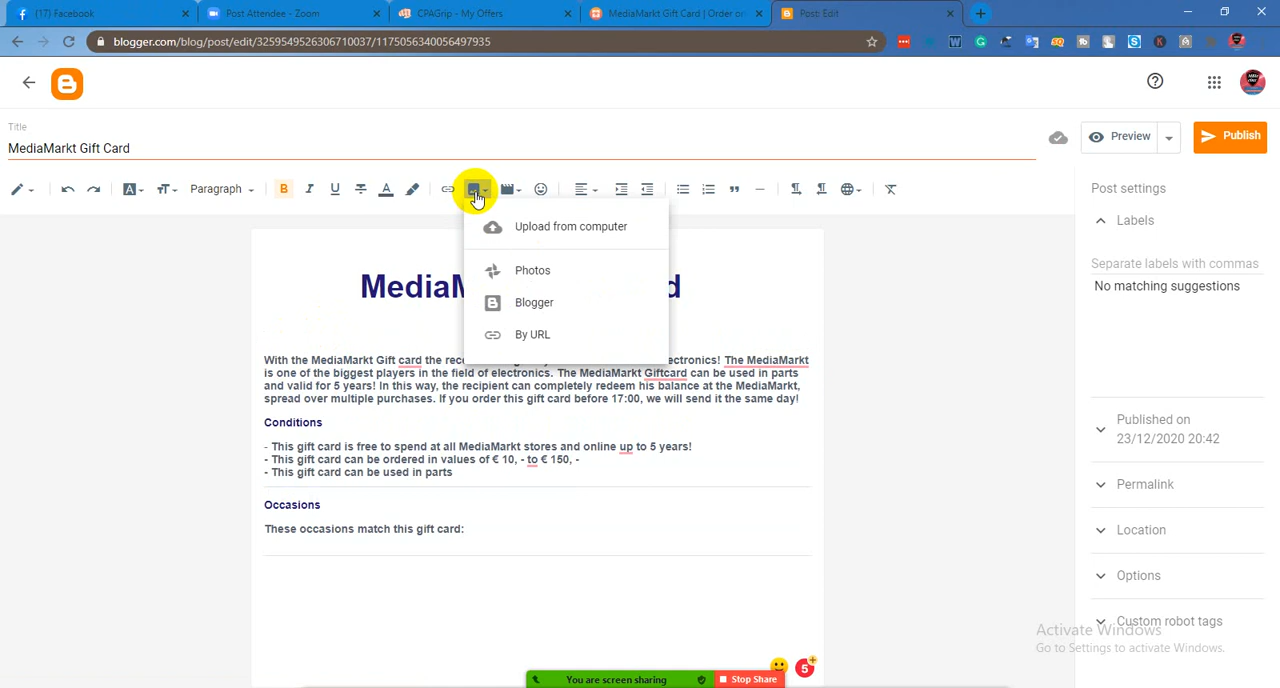 (17) Facebook
Post Attendee - Zoom
CPAGrip - My Offers
MediaMarkt Gift Card | Order on
Post: Edit
blogger.com/blog/post/edit/3259549526306710037/1175056340056497935
Title
MediaMarkt Gift Card
Preview
Publish
Paragraph
Post settings
Labels
Separate labels with commas
No matching suggestions
Upload from computer
Photos
Blogger
By URL
MediaM
d
With the MediaMarkt Gift card the rec
ectronics! The MediaMarkt
is one of the biggest players in the field of electronics. The MediaMarkt Giftcard can be used in parts
and valid for 5 years! In this way, the recipient can completely redeem his balance at the MediaMarkt,
spread over multiple purchases. If you order this gift card before 17:00, we will send it the same day!
Conditions
- This gift card is free to spend at all MediaMarkt stores and online up to 5 years!
- This gift card can be ordered in values of € 10, - to € 150, -
- This gift card can be used in parts
Occasions
These occasions match this gift card:
Published on
23/12/2020 20:42
Permalink
Location
Options
Custom robot tags
Activate Windows
Go to Settings to activate Windows.
You are screen sharing
Stop Share
5